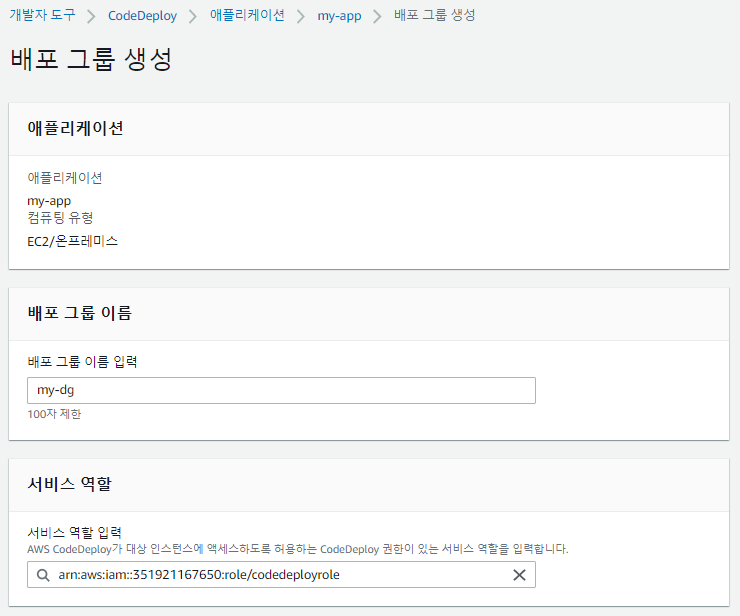 개발자 도구 > CodeDeploy > 애플리케이션 > my-app > 배포 그룹 생성
배포 그룹 생성
애플리케이션
애플리케이션
my-app
컴퓨팅 유형
EC2/온프레미스
배포 그룹 이름
배포 그룹 이름 입력
my-dg
100자 제한
서비스 역할
서비스 역할 입력
AWS CodeDeploy가 대상 인스턴스에 액세스하도록 허용하는 CodeDeploy 권한이 있는 서비스 역할을 입력합니다.
arn:aws:iam::351921167650:role/codedeployrole